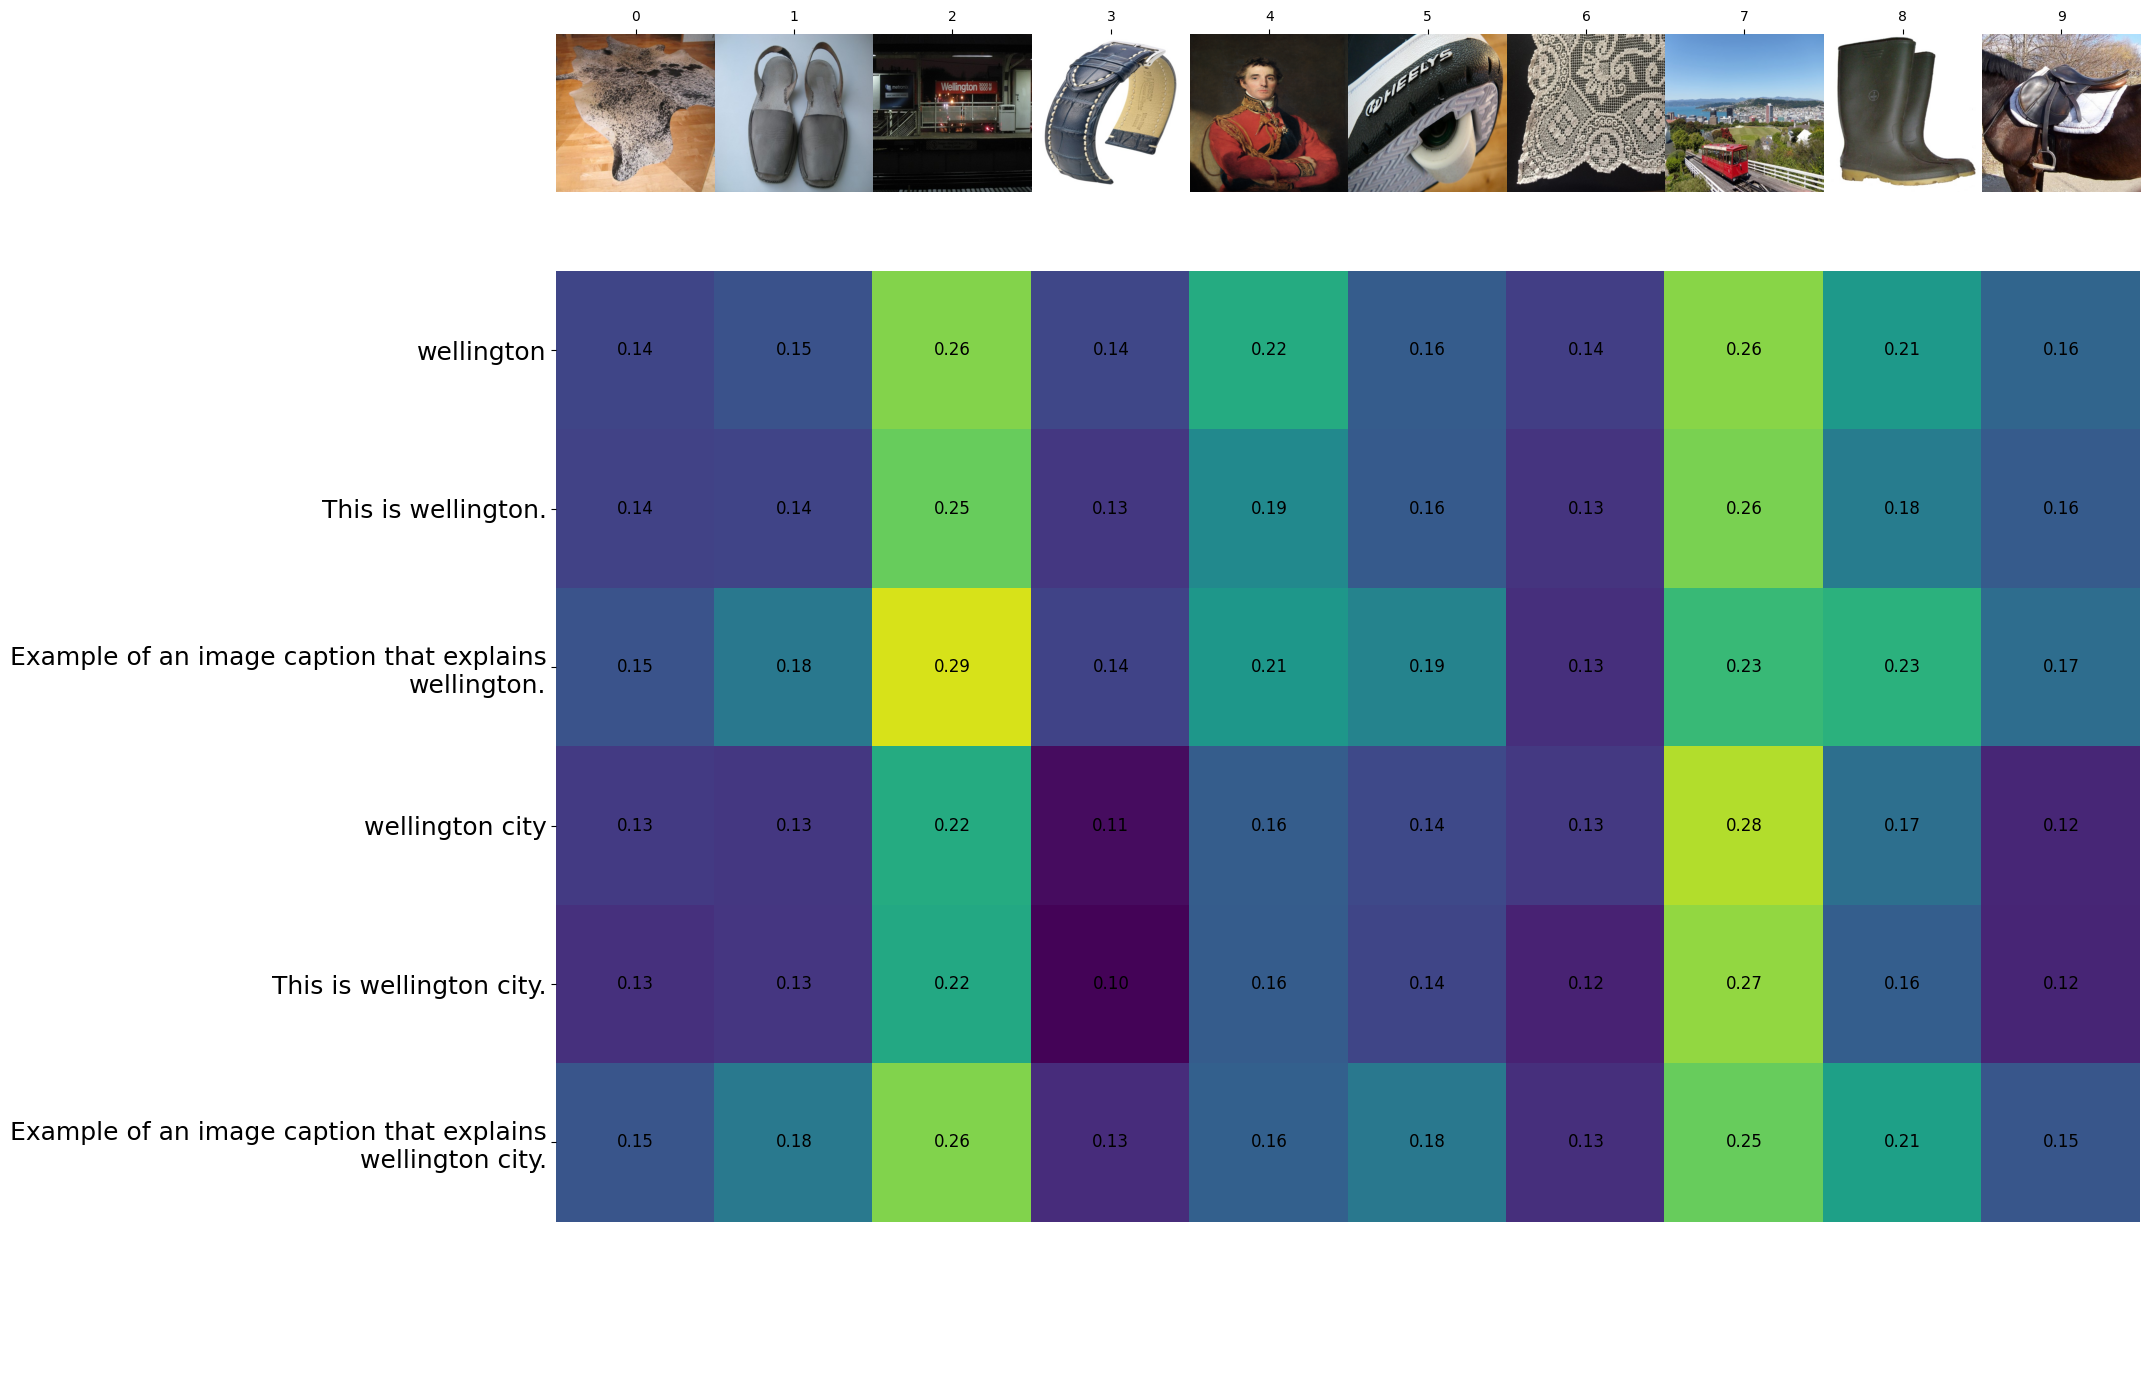 0 1 2 3 4 5 6 7 8 9
Wellington
HEELYS
wellington 0.14 0.15 0.26 0.14 0.22 0.16 0.14 0.26 0.21 0.16
This is wellington. 0.14 0.14 0.25 0.13 0.19 0.16 0.13 0.26 0.18 0.16
Example of an image caption that explains
wellington. 0.15 0.18 0.29 0.14 0.21 0.19 0.13 0.23 0.23 0.17
wellington city 0.13 0.13 0.22 0.11 0.16 0.14 0.13 0.28 0.17 0.12
This is wellington city. 0.13 0.13 0.22 0.10 0.16 0.14 0.12 0.27 0.16 0.12
Example of an image caption that explains
wellington city. 0.15 0.18 0.26 0.13 0.16 0.18 0.13 0.25 0.21 0.15